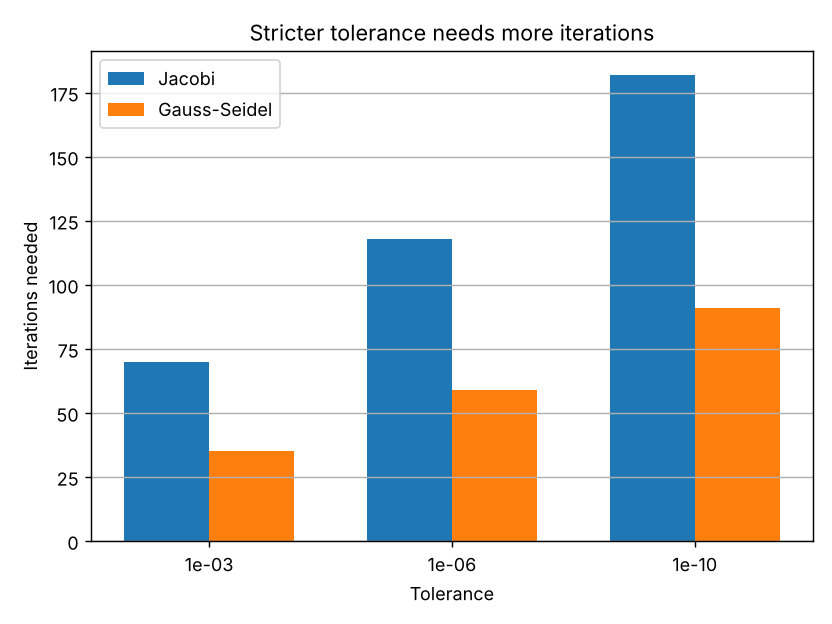 Stricter tolerance needs more iterations
Jacobi
Gauss-Seidel
Iterations needed
175
150
125
100
75
50
25
0
1e-03
1e-06
1e-10
Tolerance